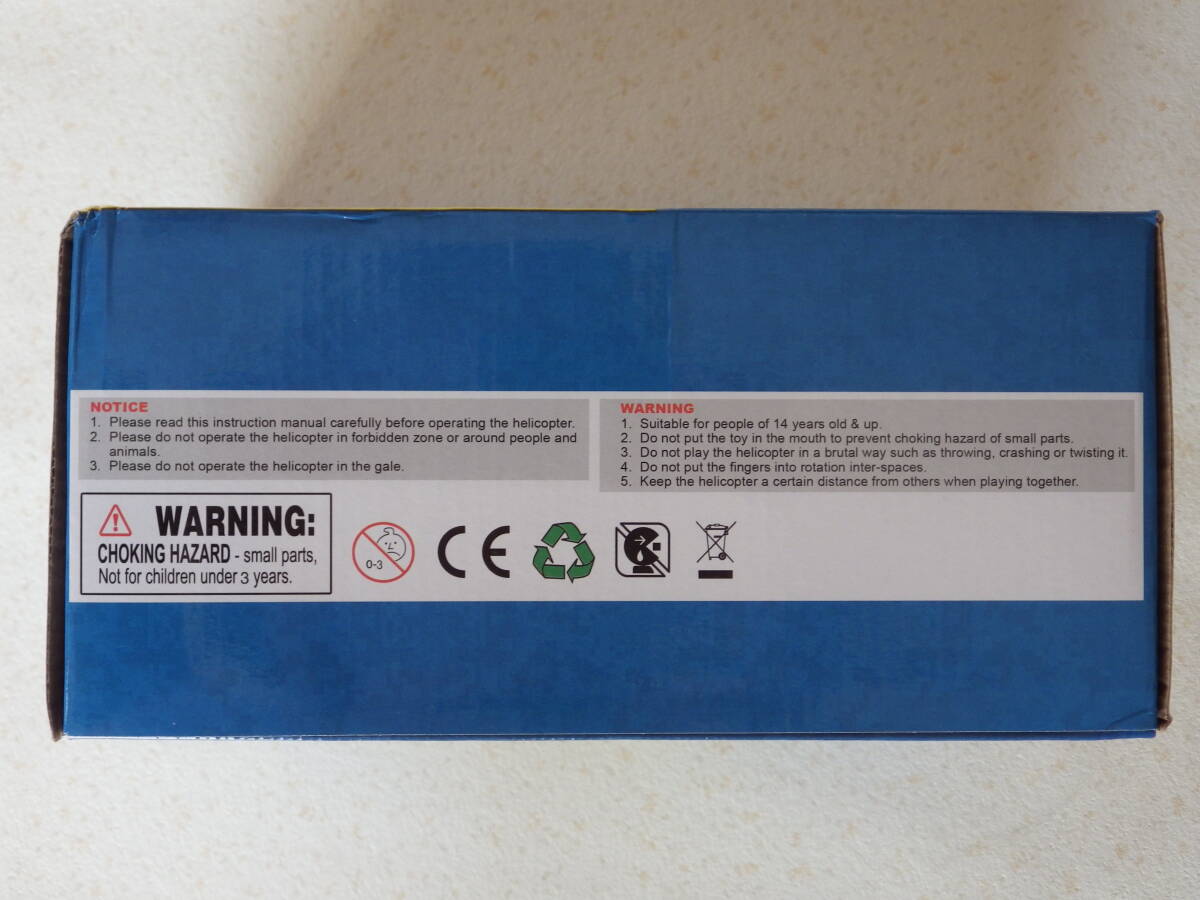 NOTICE
1. Please read this instruction manual carefully before operating the helicopter.
2. Please do not operate the helicopter in forbidden zone or around people and
animals.
3. Please do not operate the helicopter in the gale.
WARNING
1. Suitable for people of 14 years old & up.
2. Do not put the toy in the mouth to prevent choking hazard of small parts.
3. Do not play the helicopter in a brutal way such as throwing, crashing or twisting it.
4. Do not put the fingers into rotation inter-spaces.
5. Keep the helicopter a certain distance from others when playing together.
WARNING:
CHOKING HAZARD - small parts,
Not for children under 3 years.
0-3
CE